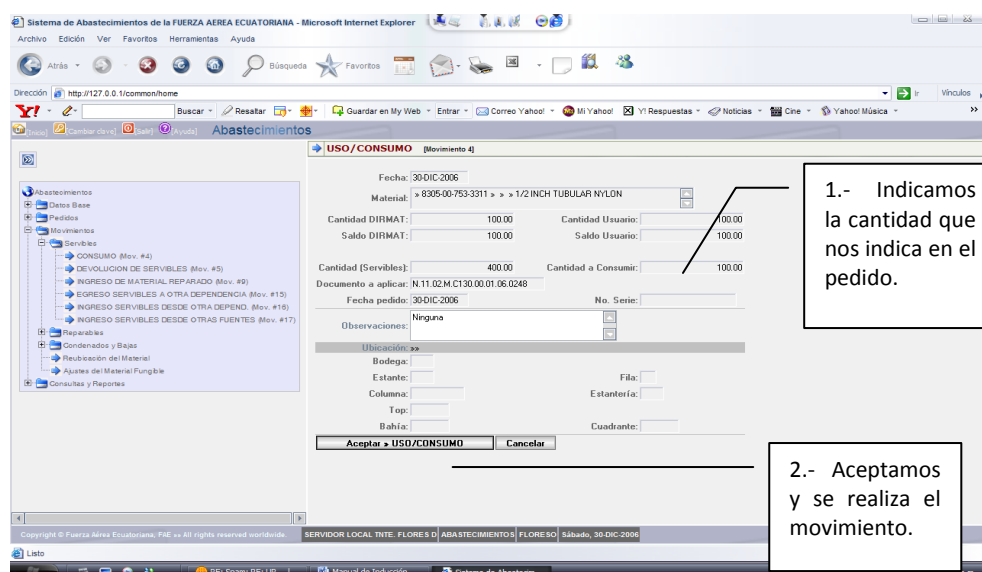 Sistema de Abastecimientos de la FUERZA AEREA ECUATORIANA - Microsoft Internet Explorer
Archivo Edición Ver Favoritos Herramientas Ayuda
Atrás Búsqueda Favoritos
Dirección http://127.0.0.1/common/home Ir Vínculos
Y! Buscar Resaltar Guardar en My Web Entrar Correo Yahoo! Mi Yahoo! Y! Respuestas Noticias Cine Yahoo! Música »
[Inicio] [Cambiar clave] [Salir] [Ayuda] Abastecimientos
USO/CONSUMO [Movimiento 4]
Abastecimientos
Datos Base
Pedidos
Movimientos
Servibles
CONSUMO (Mov. #4)
DEVOLUCION DE SERVIBLES (Mov. #5)
INGRESO DE MATERIAL REPARADO (Mov. #9)
EGRESO SERVIBLES A OTRA DEPENDENCIA (Mov. #15)
INGRESO SERVIBLES DESDE OTRA DEPEND. (Mov. #16)
INGRESO SERVIBLES DESDE OTRAS FUENTES (Mov. #17)
Reparables
Condenados y Bajas
Reubicación del Material
Ajustes del Material Fungible
Consultas y Reportes
Fecha: 30-DIC-2006
Material: » 8305-00-753-3311 » » » 1/2 INCH TUBULAR NYLON
Cantidad DIRMAT: 100.00 Cantidad Usuario: 100.00
Saldo DIRMAT: 100.00 Saldo Usuario: 100.00
Cantidad (Servibles): 400.00 Cantidad a Consumir: 100.00
Documento a aplicar: N.11.02.M.C130.00.01.06.0248
Fecha pedido: 30-DIC-2006 No. Serie:
Observaciones: Ninguna
Ubicación: »»
Bodega:
Estante: Fila:
Columna: Estantería:
Top:
Bahía: Cuadrante:
Aceptar » USO/CONSUMO Cancelar
1.- Indicamos
la cantidad que
nos indica en el
pedido.
2.- Aceptamos
y se realiza el
movimiento.
Copyright © Fuerza Aérea Ecuatoriana, FAE »» All rights reserved worldwide. SERVIDOR LOCAL TNTE. FLORES D ABASTECIMIENTOS FLORESO Sábado, 30-DIC-2006
Listo